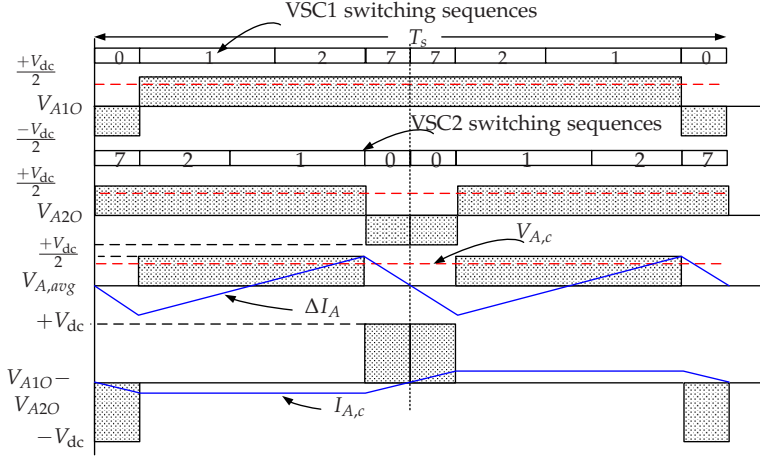 VSC1 switching sequences
T_s
0 1 2 7 7 2 1 0
+V_dc/2
V_A1O
−V_dc/2
VSC2 switching sequences
7 2 1 0 0 1 2 7
+V_dc/2
V_A2O
V_A,c
+V_dc/2
V_A,avg
ΔI_A
+V_dc
V_A1O −
V_A2O
I_A,c
−V_dc